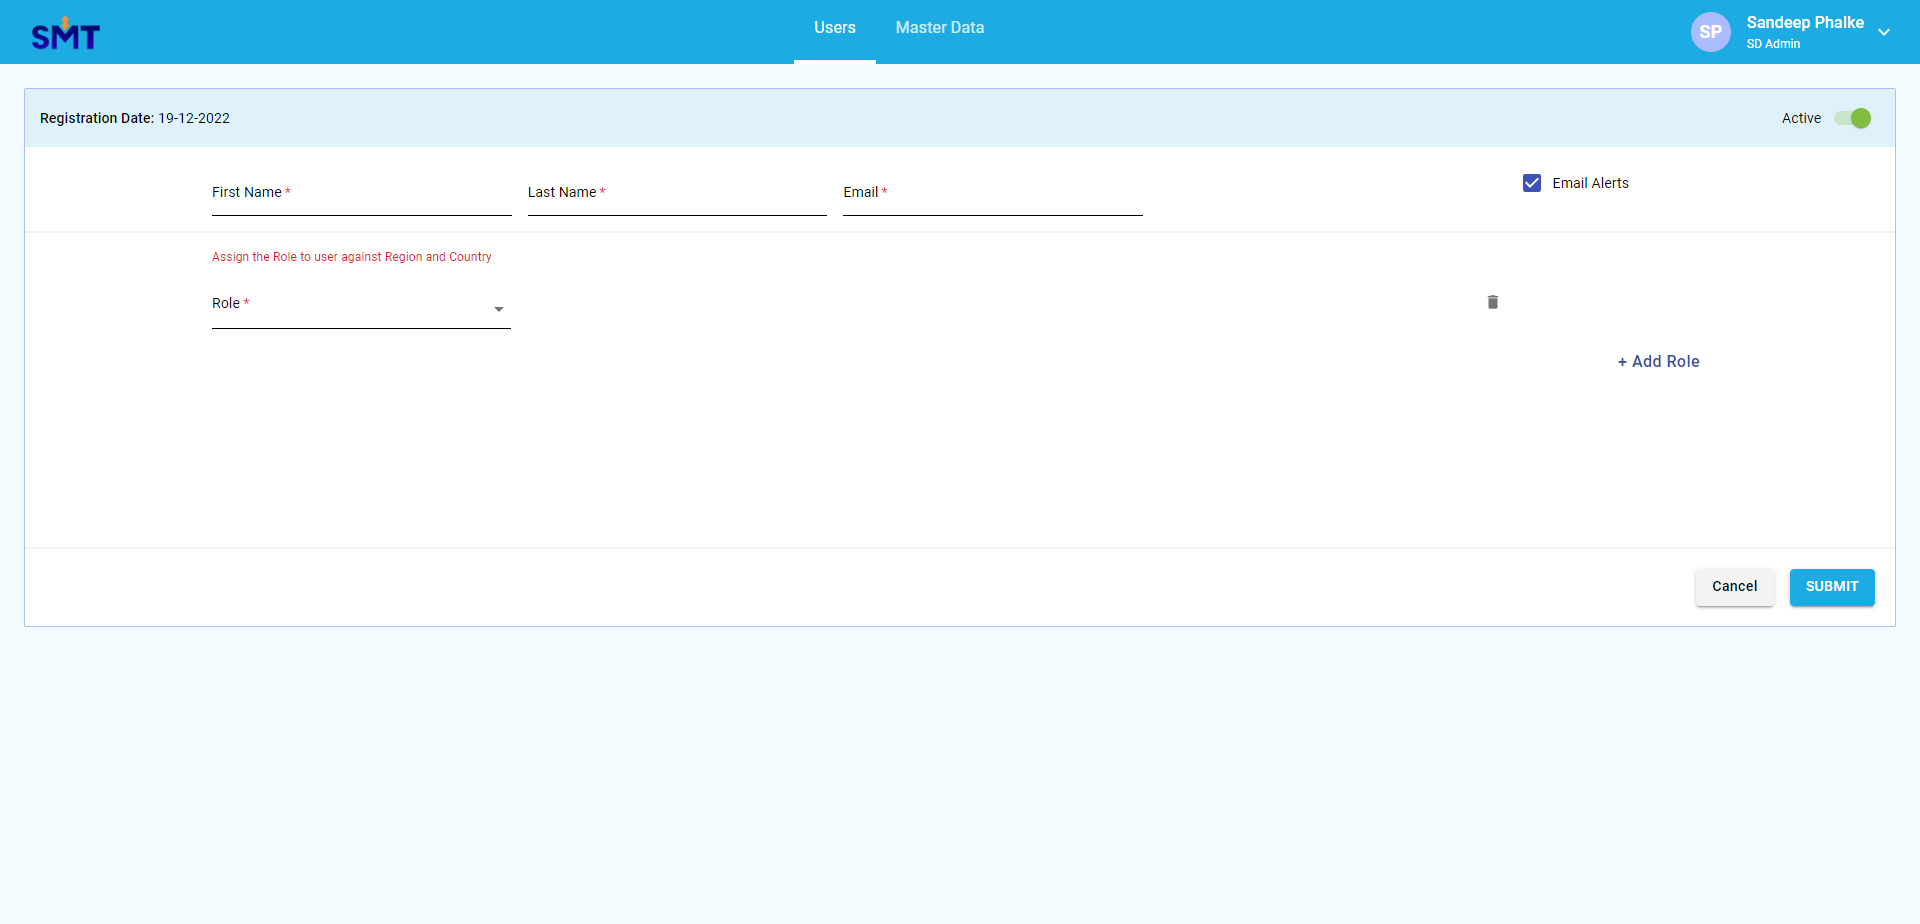 SMT
Users
Master Data
SP
Sandeep Phalke
SD Admin
Registration Date: 19-12-2022
Active
First Name *
Last Name *
Email *
Email Alerts
Assign the Role to user against Region and Country
Role *
+ Add Role
Cancel
SUBMIT